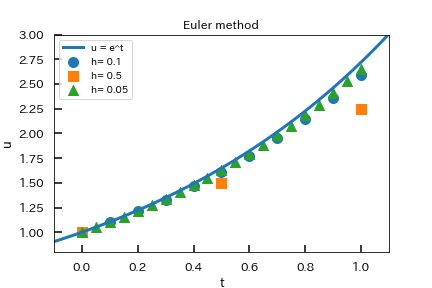 Euler method
3.00
2.75
2.50
2.25
2.00
1.75
1.50
1.25
1.00
u
u = e^t
h= 0.1
h= 0.5
h= 0.05
0.0 0.2 0.4 0.6 0.8 1.0
t